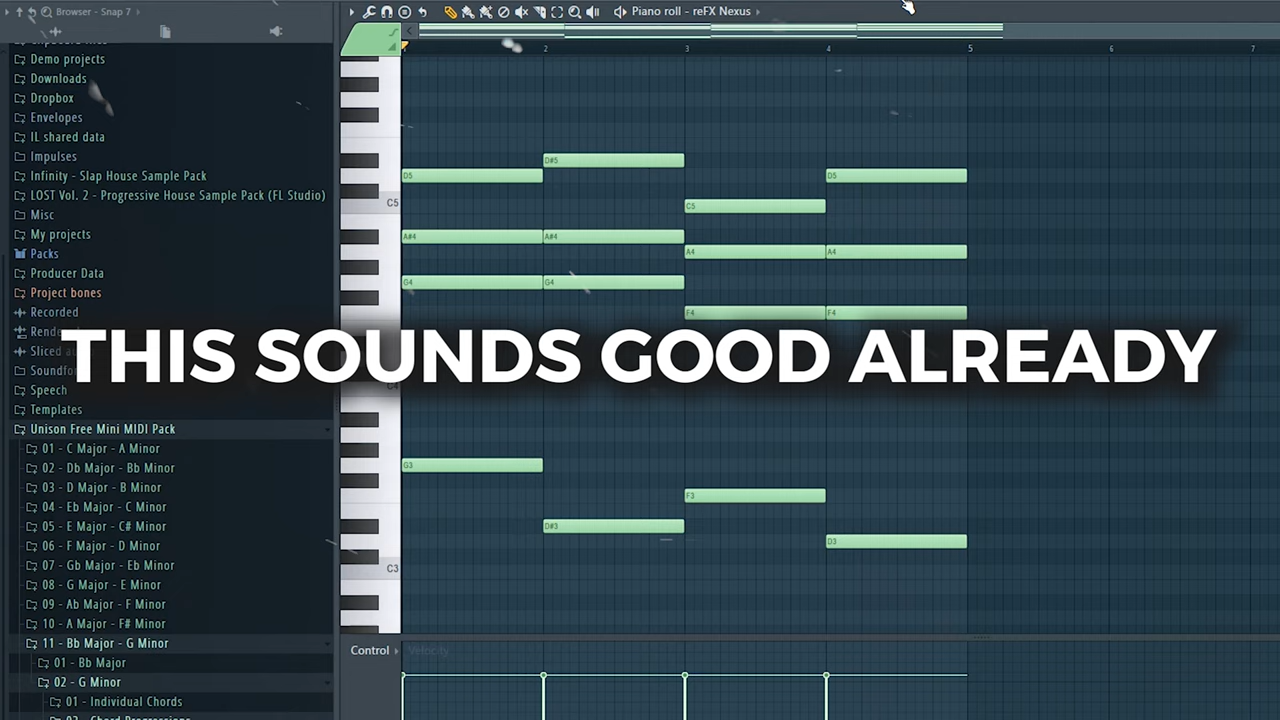 Browser - Snap 7
Piano roll - reFX Nexus
2
3
4
5
6
7
Demo projects
Downloads
Dropbox
Envelopes
IL shared data
Impulses
Infinity - Slap House Sample Pack
LOST Vol. 2 - Progressive House Sample Pack (FL Studio)
Misc
My projects
Packs
Producer Data
Project bones
Recorded
Speech
Templates
Unison Free Mini MIDI Pack
01 - C Major - A Minor
02 - Db Major - Bb Minor
03 - D Major - B Minor
04 - Eb Major - C Minor
05 - E Major - C# Minor
06 - F Major - D Minor
07 - Gb Major - Eb Minor
08 - G Major - E Minor
09 - Ab Major - F Minor
10 - A Major - F# Minor
11 - Bb Major - G Minor
01 - Bb Major
02 - G Minor
01 - Individual Chords
D#5
D5
D5
C5
C5
A#4
A#4
A4
A4
G4
G4
F4
F4
THIS SOUNDS GOOD ALREADY
G3
F3
D#3
D3
C3
Control
Velocity